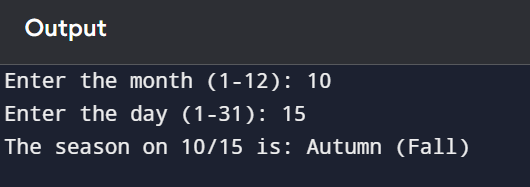 Output
Enter the month (1-12): 10
Enter the day (1-31): 15
The season on 10/15 is: Autumn (Fall)